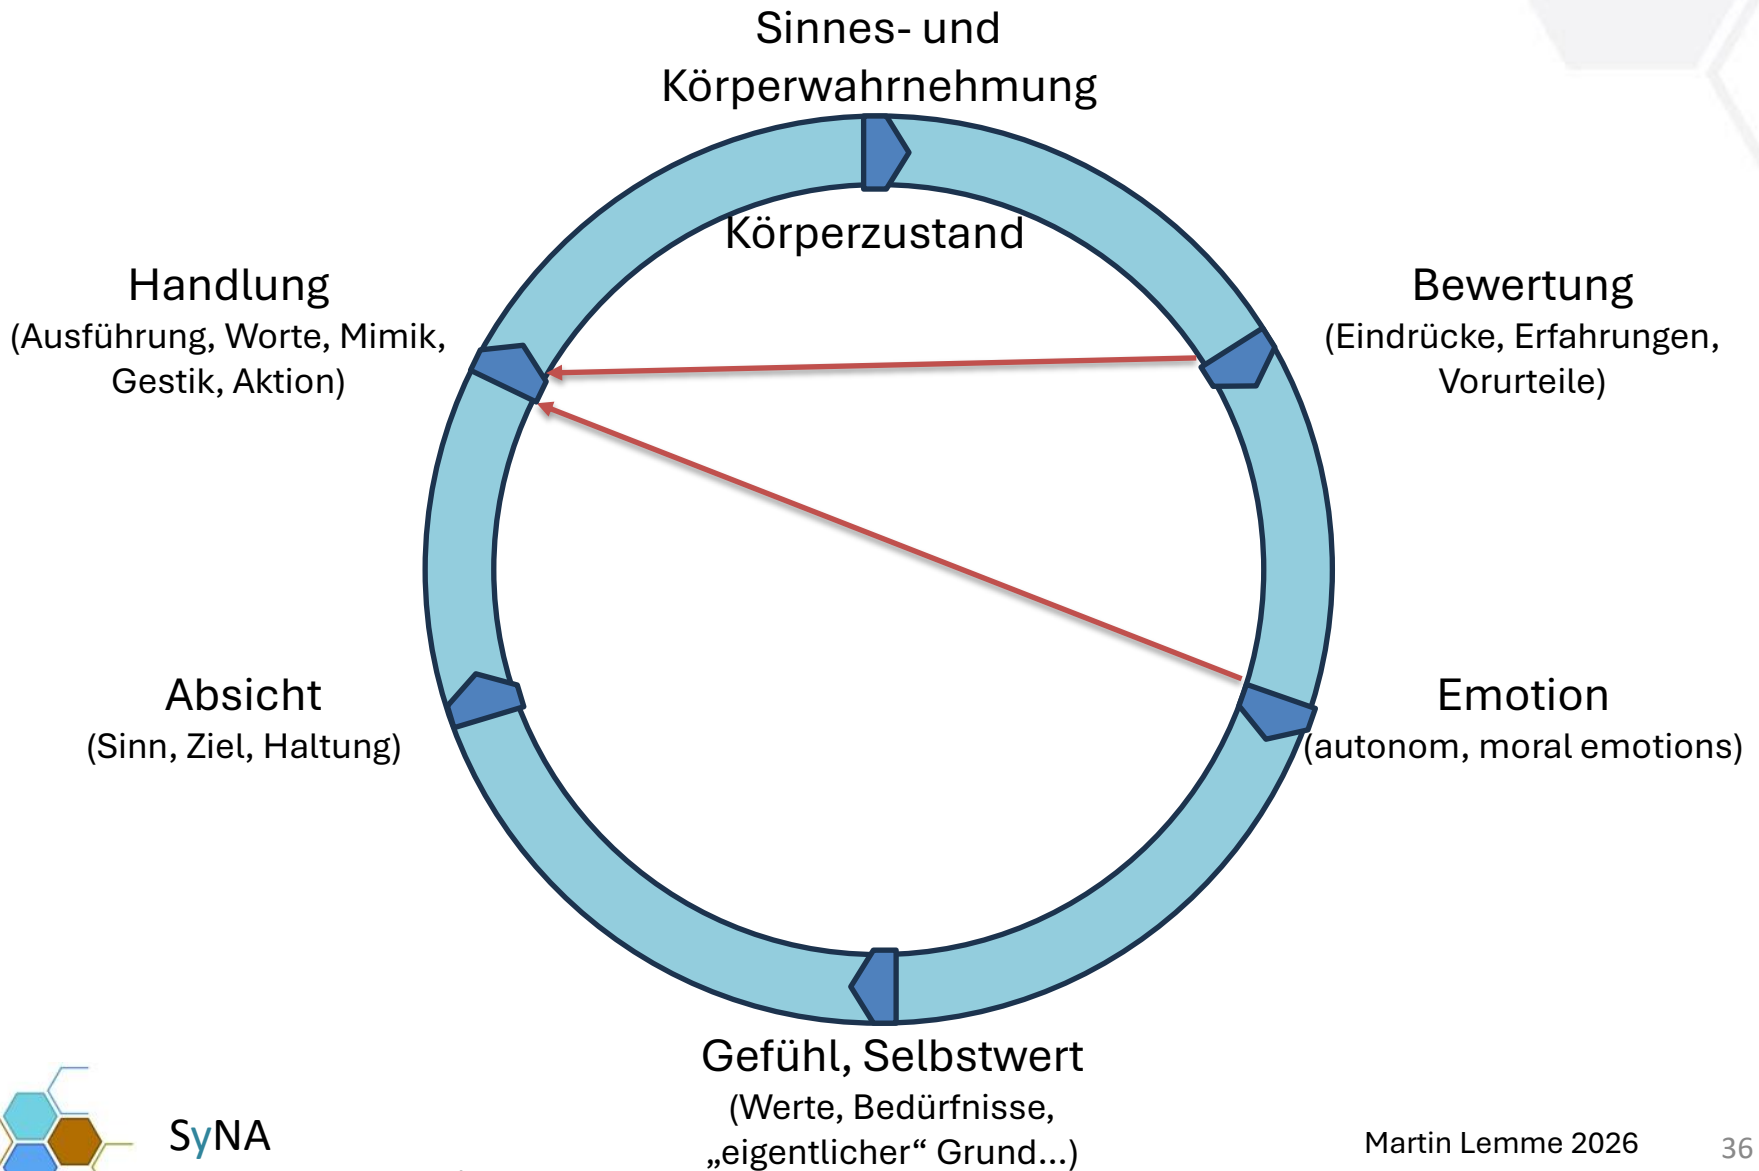 Sinnes- und
Körperwahrnehmung
Körperzustand
Handlung
(Ausführung, Worte, Mimik,
Gestik, Aktion)
Bewertung
(Eindrücke, Erfahrungen,
Vorurteile)
Absicht
(Sinn, Ziel, Haltung)
Emotion
(autonom, moral emotions)
Gefühl, Selbstwert
(Werte, Bedürfnisse,
„eigentlicher“ Grund...)
SyNA
Martin Lemme 2026
36